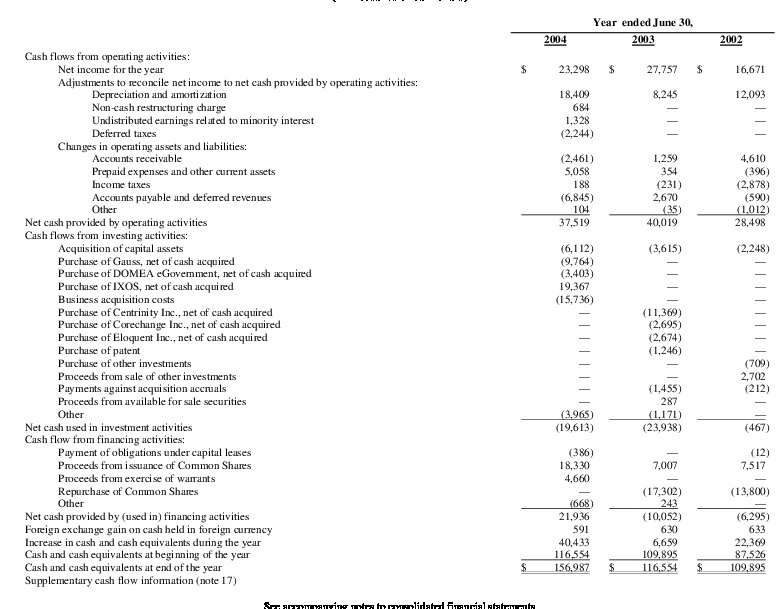 Year ended June 30,
2004 2003 2002
Cash flows from operating activities:
Net income for the year $ 23,298 $ 27,757 $ 16,671
Adjustments to reconcile net income to net cash provided by operating activities:
Depreciation and amortization 18,409 8,245 12,093
Non-cash restructuring charge 684 — —
Undistributed earnings related to minority interest 1,328 — —
Deferred taxes (2,244) — —
Changes in operating assets and liabilities:
Accounts receivable (2,461) 1,259 4,610
Prepaid expenses and other current assets 5,058 354 (396)
Income taxes 188 (231) (2,878)
Accounts payable and deferred revenues (6,845) 2,670 (590)
Other 104 (35) (1,012)
Net cash provided by operating activities 37,519 40,019 28,498
Cash flows from investing activities:
Acquisition of capital assets (6,112) (3,615) (2,248)
Purchase of Gauss, net of cash acquired (9,764) — —
Purchase of DOMEA eGovernment, net of cash acquired (3,403) — —
Purchase of IXOS, net of cash acquired 19,367 — —
Business acquisition costs (15,736) — —
Purchase of Centrinity Inc., net of cash acquired — (11,369) —
Purchase of Corechange Inc., net of cash acquired — (2,695) —
Purchase of Eloquent Inc., net of cash acquired — (2,674) —
Purchase of patent — (1,246) —
Purchase of other investments — — (709)
Proceeds from sale of other investments — — 2,702
Payments against acquisition accruals — (1,455) (212)
Proceeds from available for sale securities — 287 —
Other (3,965) (1,171) —
Net cash used in investment activities (19,613) (23,938) (467)
Cash flow from financing activities:
Payment of obligations under capital leases (386) — (12)
Proceeds from issuance of Common Shares 18,330 7,007 7,517
Proceeds from exercise of warrants 4,660 — —
Repurchase of Common Shares — (17,302) (13,800)
Other (668) 243 —
Net cash provided by (used in) financing activities 21,936 (10,052) (6,295)
Foreign exchange gain on cash held in foreign currency 591 630 633
Increase in cash and cash equivalents during the year 40,433 6,659 22,369
Cash and cash equivalents at beginning of the year 116,554 109,895 87,526
Cash and cash equivalents at end of the year $ 156,987 $ 116,554 $ 109,895
Supplementary cash flow information (note 17)
See accompanying notes to consolidated financial statements